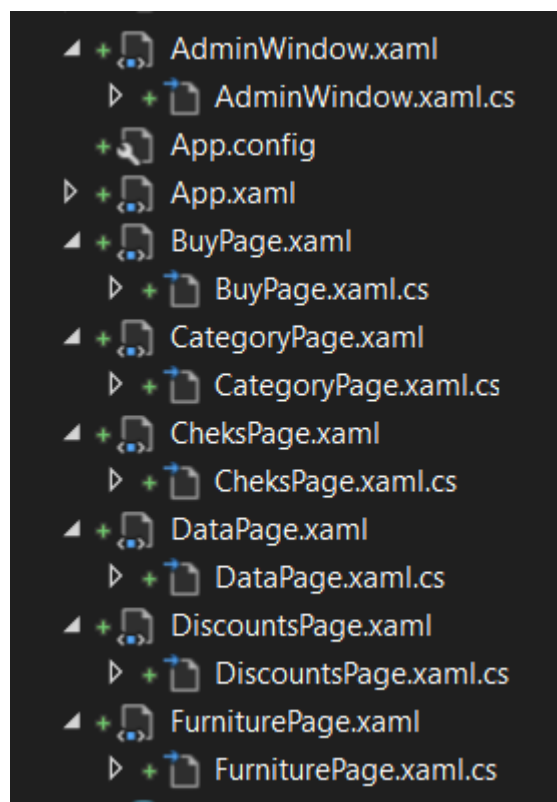 AdminWindow.xaml
AdminWindow.xaml.cs
App.config
App.xaml
BuyPage.xaml
BuyPage.xaml.cs
CategoryPage.xaml
CategoryPage.xaml.cs
CheksPage.xaml
CheksPage.xaml.cs
DataPage.xaml
DataPage.xaml.cs
DiscountsPage.xaml
DiscountsPage.xaml.cs
FurniturePage.xaml
FurniturePage.xaml.cs